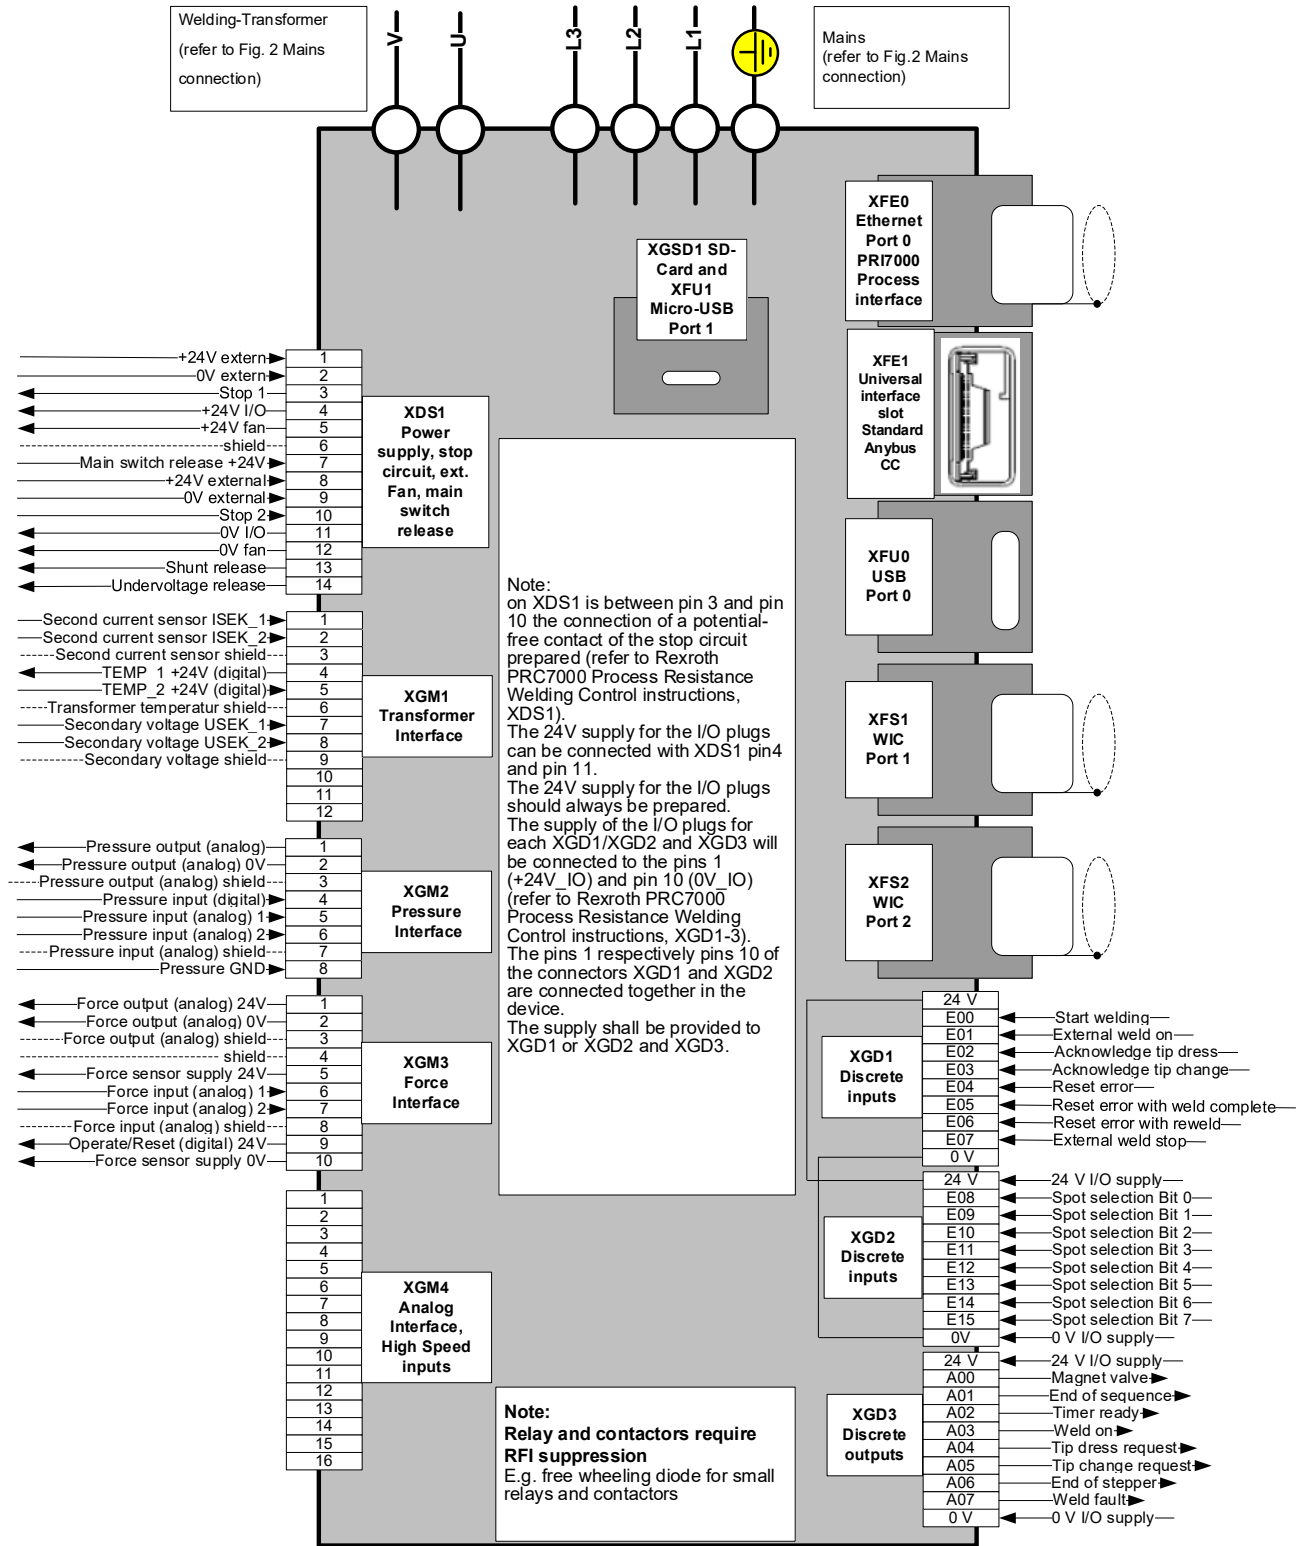 Welding-Transformer
(refer to Fig. 2 Mains
connection)
V
U
L3
L2
L1
Mains
(refer to Fig.2 Mains
connection)
XFE0
Ethernet
Port 0
PRI7000
Process
interface
XGSD1 SD-
Card and
XFU1
Micro-USB
Port 1
XFE1
Universal
interface
slot
Standard
Anybus
CC
XFU0
USB
Port 0
XFS1
WIC
Port 1
XFS2
WIC
Port 2
+24V extern 1
0V extern 2
Stop 1 3
+24V I/O 4
+24V fan 5
shield 6
Main switch release +24V 7
+24V external 8
0V external 9
Stop 2 10
0V I/O 11
0V fan 12
Shunt release 13
Undervoltage release 14
XDS1
Power
supply, stop
circuit, ext.
Fan, main
switch
release
Second current sensor ISEK_1 1
Second current sensor ISEK_2 2
Second current sensor shield 3
TEMP_1 +24V (digital) 4
TEMP_2 +24V (digital) 5
Transformer temperatur shield 6
Secondary voltage USEK_1 7
Secondary voltage USEK_2 8
Secondary voltage shield 9
10
11
12
XGM1
Transformer
Interface
Pressure output (analog) 1
Pressure output (analog) 0V 2
Pressure output (analog) shield 3
Pressure input (digital) 4
Pressure input (analog) 1 5
Pressure input (analog) 2 6
Pressure input (analog) shield 7
Pressure GND 8
XGM2
Pressure
Interface
Force output (analog) 24V 1
Force output (analog) 0V 2
Force output (analog) shield 3
shield 4
Force sensor supply 24V 5
Force input (analog) 1 6
Force input (analog) 2 7
Force input (analog) shield 8
Operate/Reset (digital) 24V 9
Force sensor supply 0V 10
XGM3
Force
Interface
1
2
3
4
5
6
7
8
9
10
11
12
13
14
15
16
XGM4
Analog
Interface,
High Speed
inputs
Note:
on XDS1 is between pin 3 and pin
10 the connection of a potential-
free contact of the stop circuit
prepared (refer to Rexroth
PRC7000 Process Resistance
Welding Control instructions,
XDS1).
The 24V supply for the I/O plugs
can be connected with XDS1 pin4
and pin 11.
The 24V supply for the I/O plugs
should always be prepared.
The supply of the I/O plugs for
each XGD1/XGD2 and XGD3 will
be connected to the pins 1
(+24V_IO) and pin 10 (0V_IO)
(refer to Rexroth PRC7000
Process Resistance Welding
Control instructions, XGD1-3).
The pins 1 respectively pins 10 of
the connectors XGD1 and XGD2
are connected together in the
device.
The supply shall be provided to
XGD1 or XGD2 and XGD3.
Note:
Relay and contactors require
RFI suppression
E.g. free wheeling diode for small
relays and contactors
XGD1
Discrete
inputs
24 V
E00 Start welding
E01 External weld on
E02 Acknowledge tip dress
E03 Acknowledge tip change
E04 Reset error
E05 Reset error with weld complete
E06 Reset error with reweld
E07 External weld stop
0 V
XGD2
Discrete
inputs
24 V 24 V I/O supply
E08 Spot selection Bit 0
E09 Spot selection Bit 1
E10 Spot selection Bit 2
E11 Spot selection Bit 3
E12 Spot selection Bit 4
E13 Spot selection Bit 5
E14 Spot selection Bit 6
E15 Spot selection Bit 7
0V 0 V I/O supply
XGD3
Discrete
outputs
24 V 24 V I/O supply
A00 Magnet valve
A01 End of sequence
A02 Timer ready
A03 Weld on
A04 Tip dress request
A05 Tip change request
A06 End of stepper
A07 Weld fault
0 V 0 V I/O supply